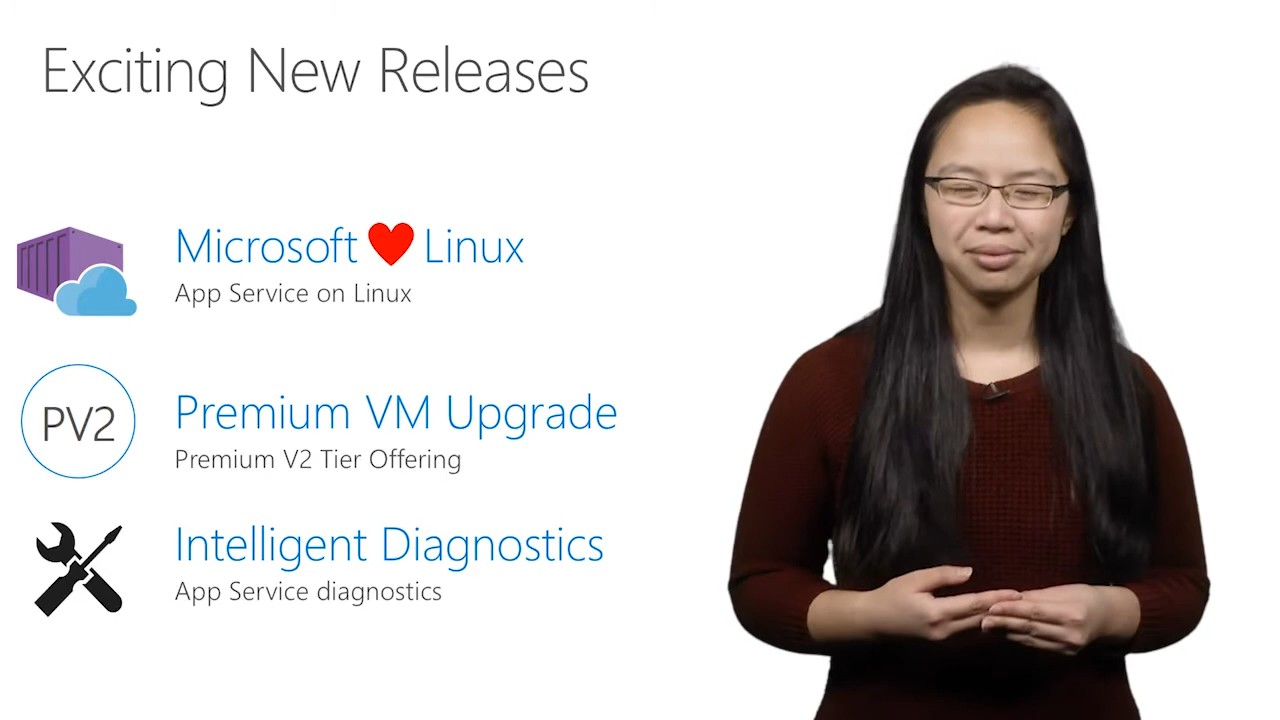 Exciting New Releases
Microsoft ❤ Linux
App Service on Linux
PV2
Premium VM Upgrade
Premium V2 Tier Offering
Intelligent Diagnostics
App Service diagnostics